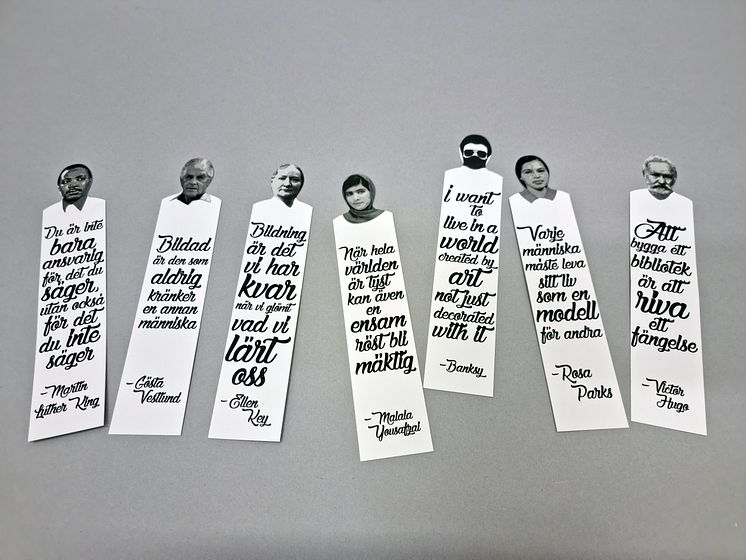 Du är inte
bara
ansvarig
för det du
säger,
utan också
för det
du inte
säger
-Martin
Luther King
Bildad
är den som
aldrig
kränker
en annan
människa
-Gösta
Vestlund
Bildning
är det
vi har
kvar
när vi glömt
vad vi
lärt
oss
-Ellen
Key
När hela
världen
är tyst
kan även
en
ensam
röst bli
mäktig
-Malala
Yousafzai
i want
to
live in a
world
created by
art
not just
decorated
with it
-Banksy
Varje
människa
måste leva
sitt liv
som en
modell
för andra
-Rosa
Parks
Att
bygga ett
bibliotek
är att
riva
ett
fängelse
-Victor
Hugo